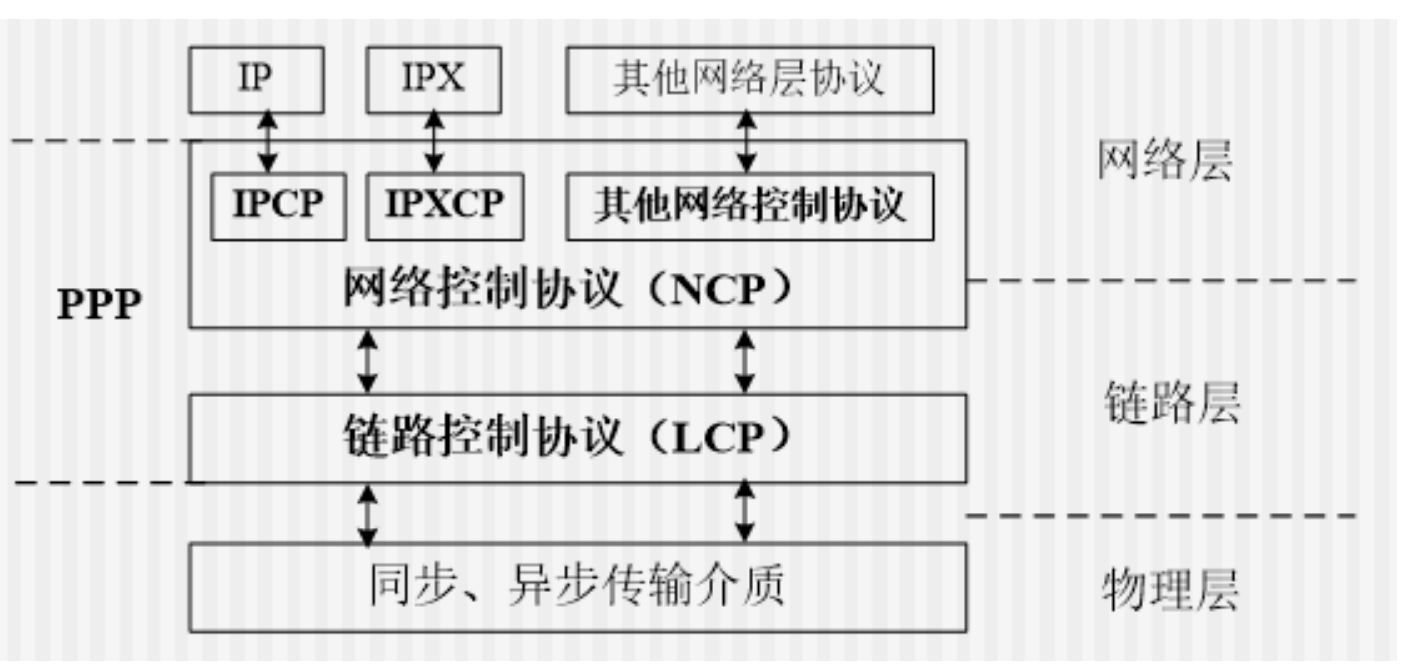 IP
IPX
其他网络层协议
网络层
IPCP
IPXCP
其他网络控制协议
网络控制协议（NCP）
PPP
链路层
链路控制协议（LCP）
同步、异步传输介质
物理层